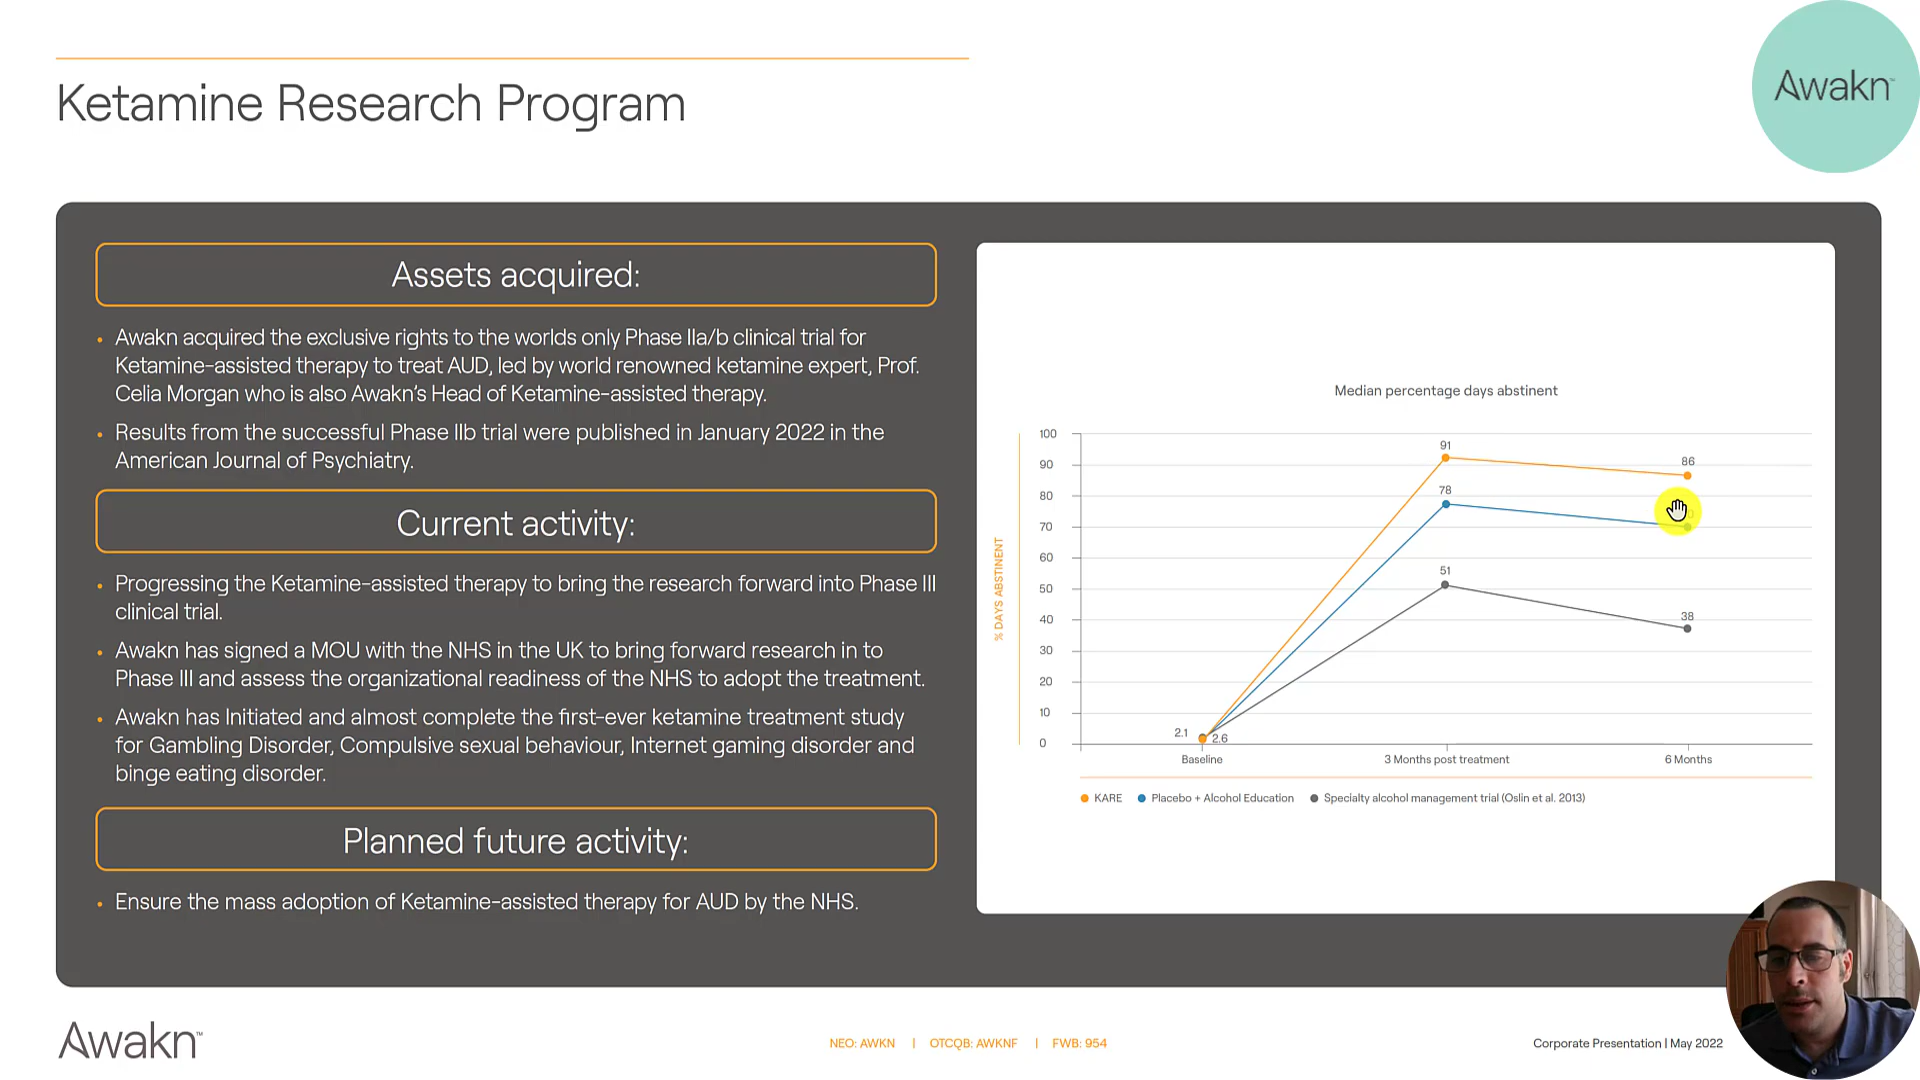 Ketamine Research Program
Awakn™
Assets acquired:
• Awakn acquired the exclusive rights to the worlds only Phase IIa/b clinical trial for
Ketamine-assisted therapy to treat AUD, led by world renowned ketamine expert, Prof.
Celia Morgan who is also Awakn's Head of Ketamine-assisted therapy.
• Results from the successful Phase IIb trial were published in January 2022 in the
American Journal of Psychiatry.
Current activity:
• Progressing the Ketamine-assisted therapy to bring the research forward into Phase III
clinical trial.
• Awakn has signed a MOU with the NHS in the UK to bring forward research in to
Phase III and assess the organizational readiness of the NHS to adopt the treatment.
• Awakn has Initiated and almost complete the first-ever ketamine treatment study
for Gambling Disorder, Compulsive sexual behaviour, Internet gaming disorder and
binge eating disorder.
Planned future activity:
• Ensure the mass adoption of Ketamine-assisted therapy for AUD by the NHS.
Median percentage days abstinent
% DAYS ABSTINENT
100
90
80
70
60
50
40
30
20
10
0
91
86
78
51
38
2.1
2.6
Baseline
3 Months post treatment
6 Months
KARE
Placebo + Alcohol Education
Specialty alcohol management trial (Oslin et al. 2013)
Awakn™
NEO: AWKN | OTCQB: AWKNF | FWB: 954
Corporate Presentation | May 2022